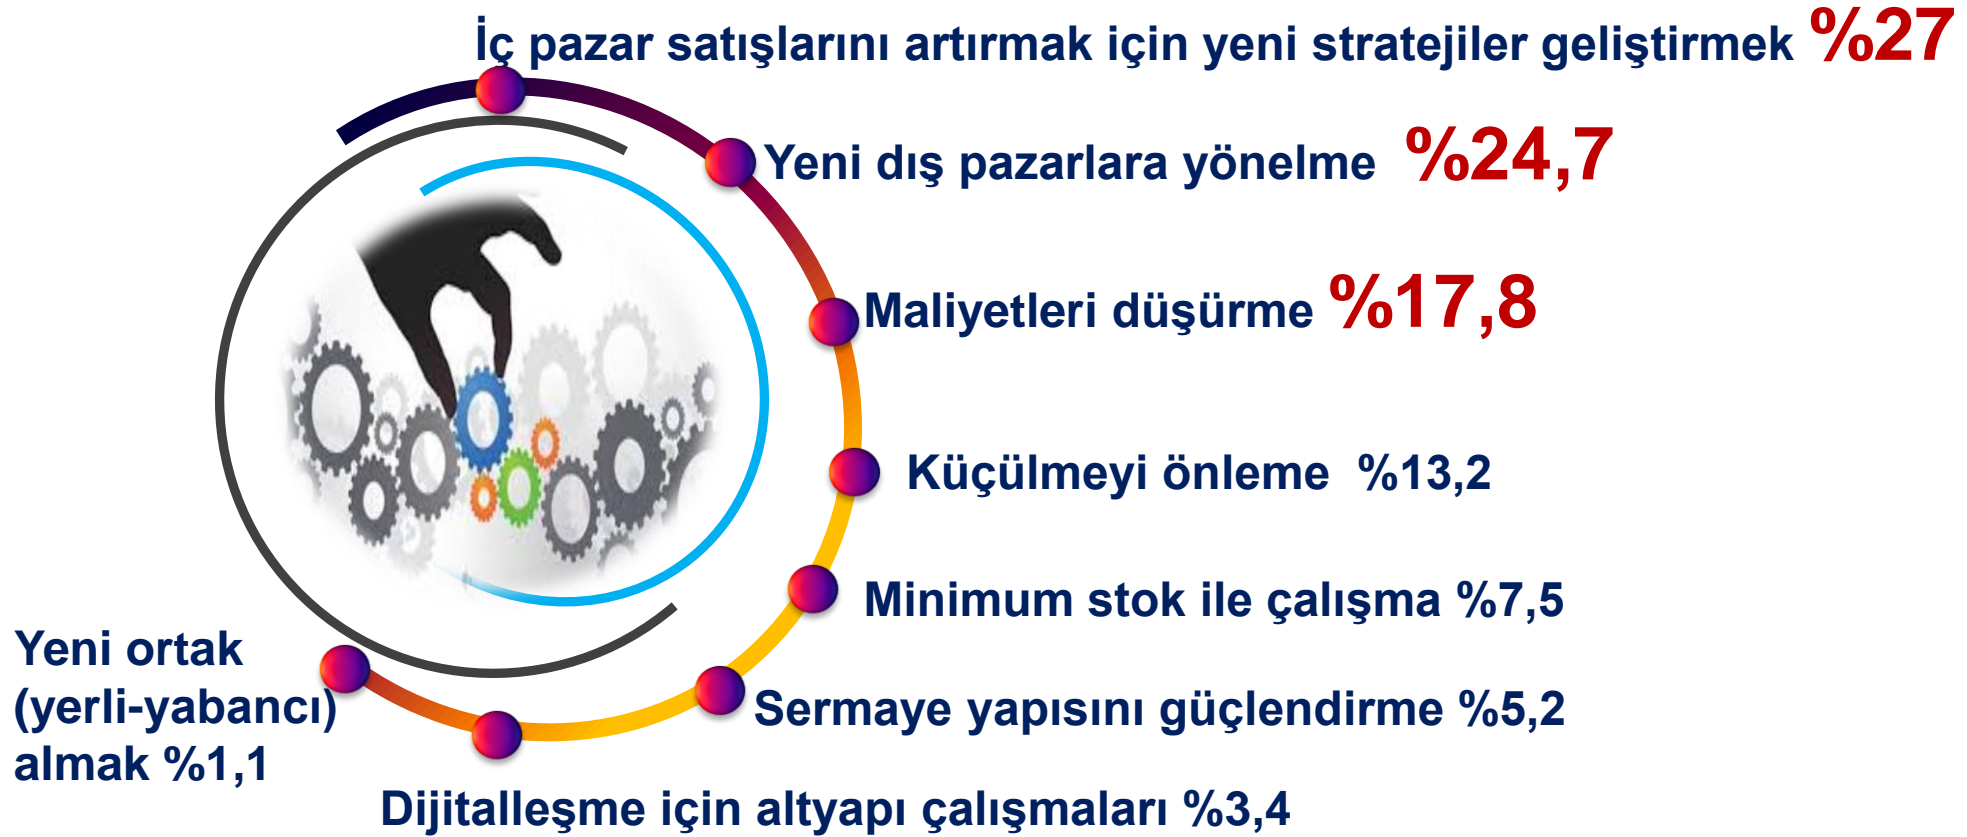 İç pazar satışlarını artırmak için yeni stratejiler geliştirmek %27
Yeni dış pazarlara yönelme %24,7
Maliyetleri düşürme %17,8
Küçülmeyi önleme %13,2
Minimum stok ile çalışma %7,5
Sermaye yapısını güçlendirme %5,2
Dijitalleşme için altyapı çalışmaları %3,4
Yeni ortak
(yerli-yabancı)
almak %1,1